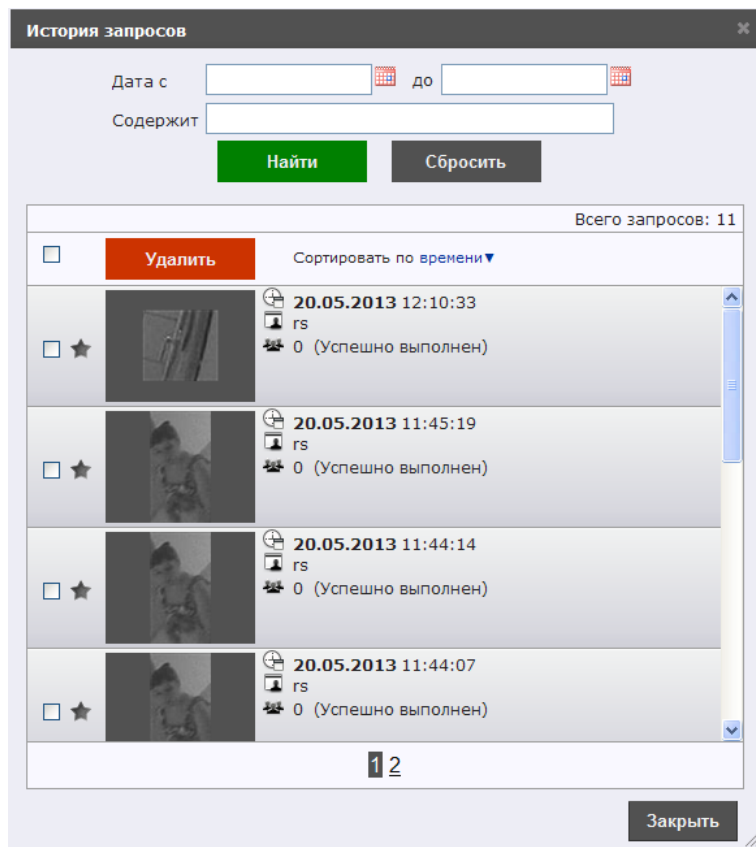 История запросов
Дата с до
Содержит
Найти Сбросить
Всего запросов: 11
Удалить Сортировать по времени▼
20.05.2013 12:10:33
rs
0 (Успешно выполнен)
20.05.2013 11:45:19
rs
0 (Успешно выполнен)
20.05.2013 11:44:14
rs
0 (Успешно выполнен)
20.05.2013 11:44:07
rs
0 (Успешно выполнен)
1 2
Закрыть